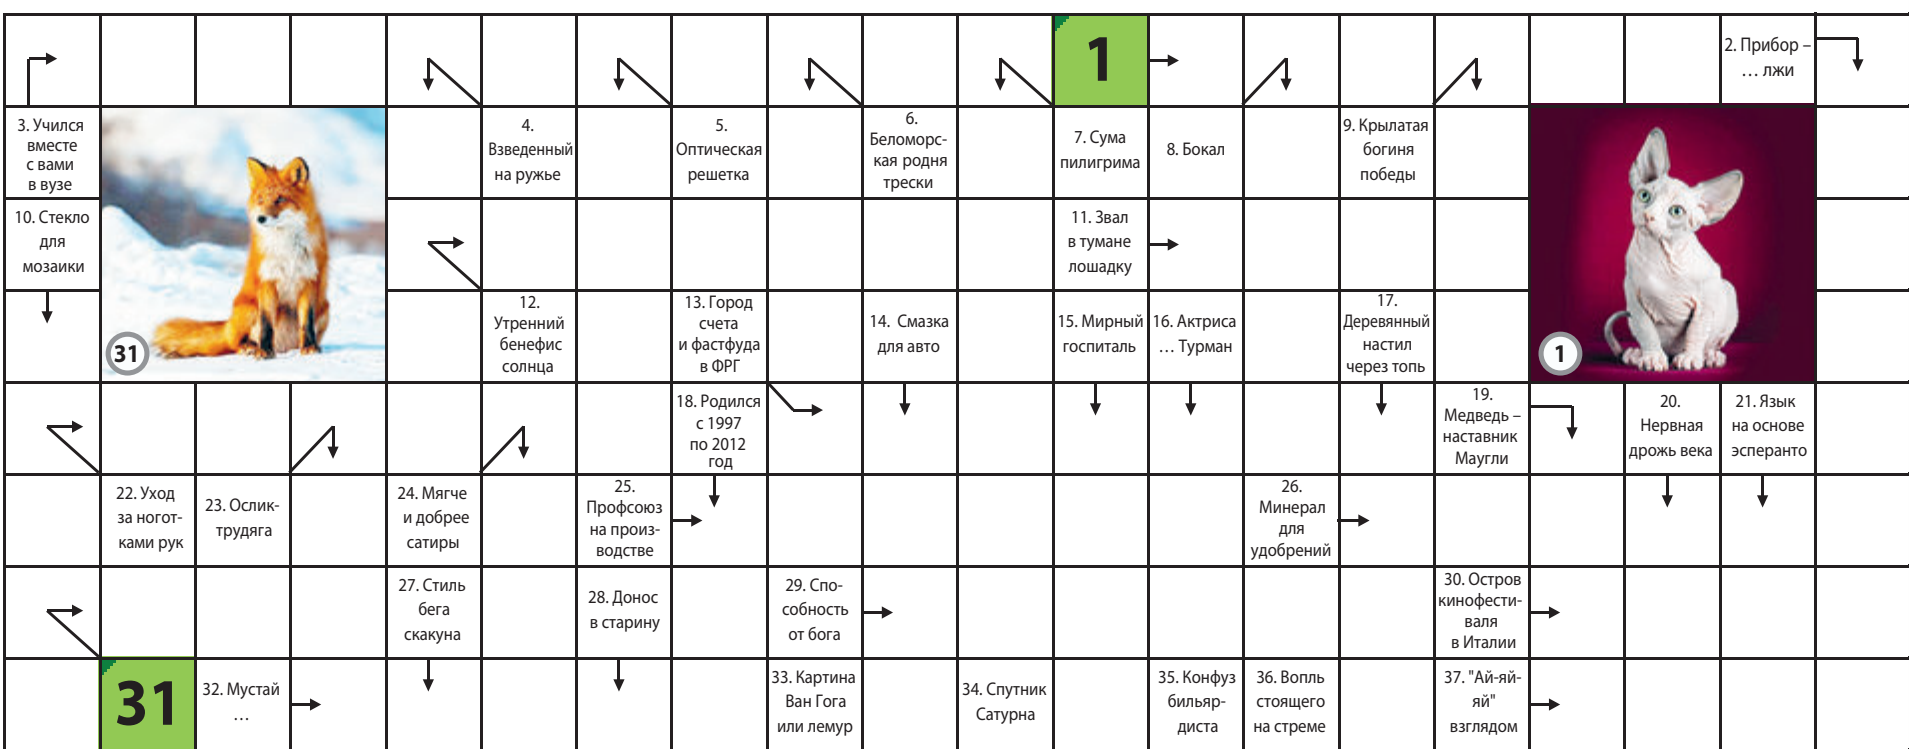 1
2. Прибор –
… лжи
3. Учился
вместе
с вами
в вузе
4.
Взведенный
на ружье
5.
Оптическая
решетка
6.
Беломорс-
кая родня
трески
7. Сума
пилигрима
8. Бокал
9. Крылатая
богиня
победы
10. Стекло
для
мозаики
11. Звал
в тумане
лошадку
31
12.
Утренний
бенефис
солнца
13. Город
счета
и фастфуда
в ФРГ
14. Смазка
для авто
15. Мирный
госпиталь
16. Актриса
… Турман
17.
Деревянный
настил
через топь
1
18. Родился
с 1997
по 2012
год
19.
Медведь –
наставник
Маугли
20.
Нервная
дрожь века
21. Язык
на основе
эсперанто
22. Уход
за ногот-
ками рук
23. Ослик-
трудяга
24. Мягче
и добрее
сатиры
25.
Профсоюз
на произ-
водстве
26.
Минерал
для
удобрений
27. Стиль
бега
скакуна
28. Донос
в старину
29. Спо-
собность
от бога
30. Остров
кинофести-
валя
в Италии
31
32. Мустай
…
33. Картина
Ван Гога
или лемур
34. Спутник
Сатурна
35. Конфуз
бильяр-
диста
36. Вопль
стоящего
на стреме
37. "Ай-яй-
яй"
взглядом